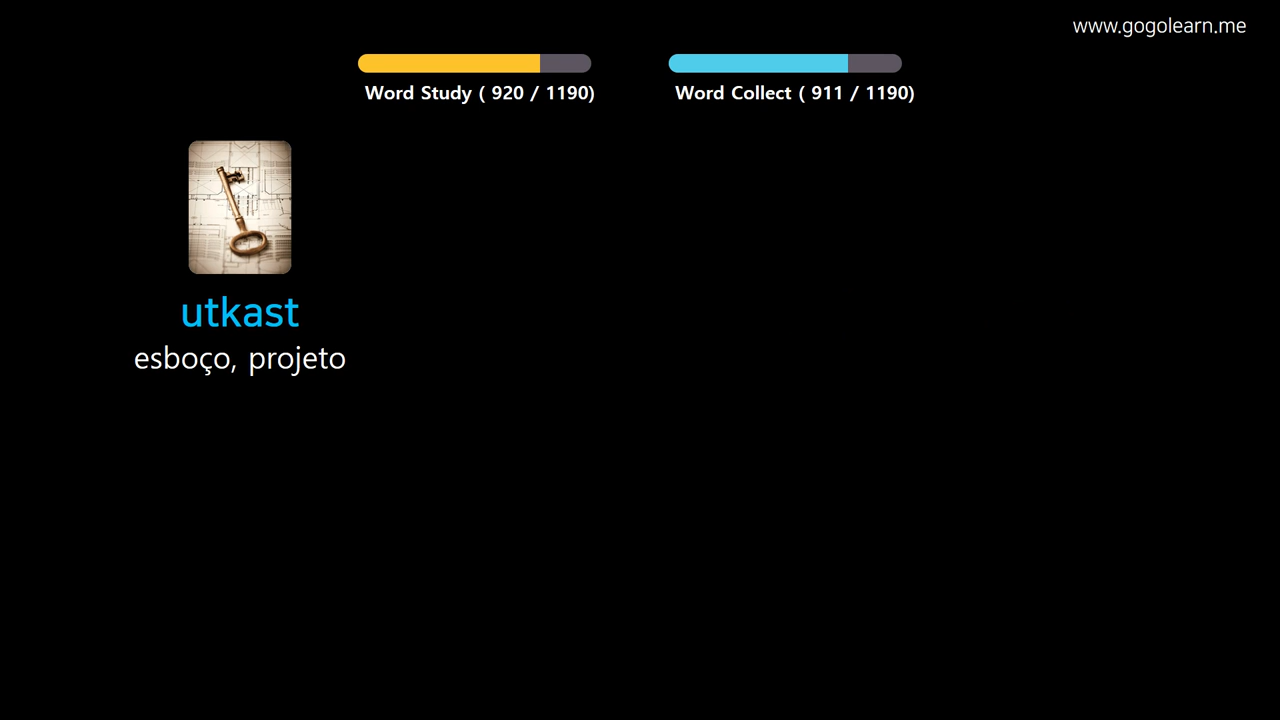 www.gogolearn.me
Word Study ( 920 / 1190)
Word Collect ( 911 / 1190)
utkast
esboço, projeto